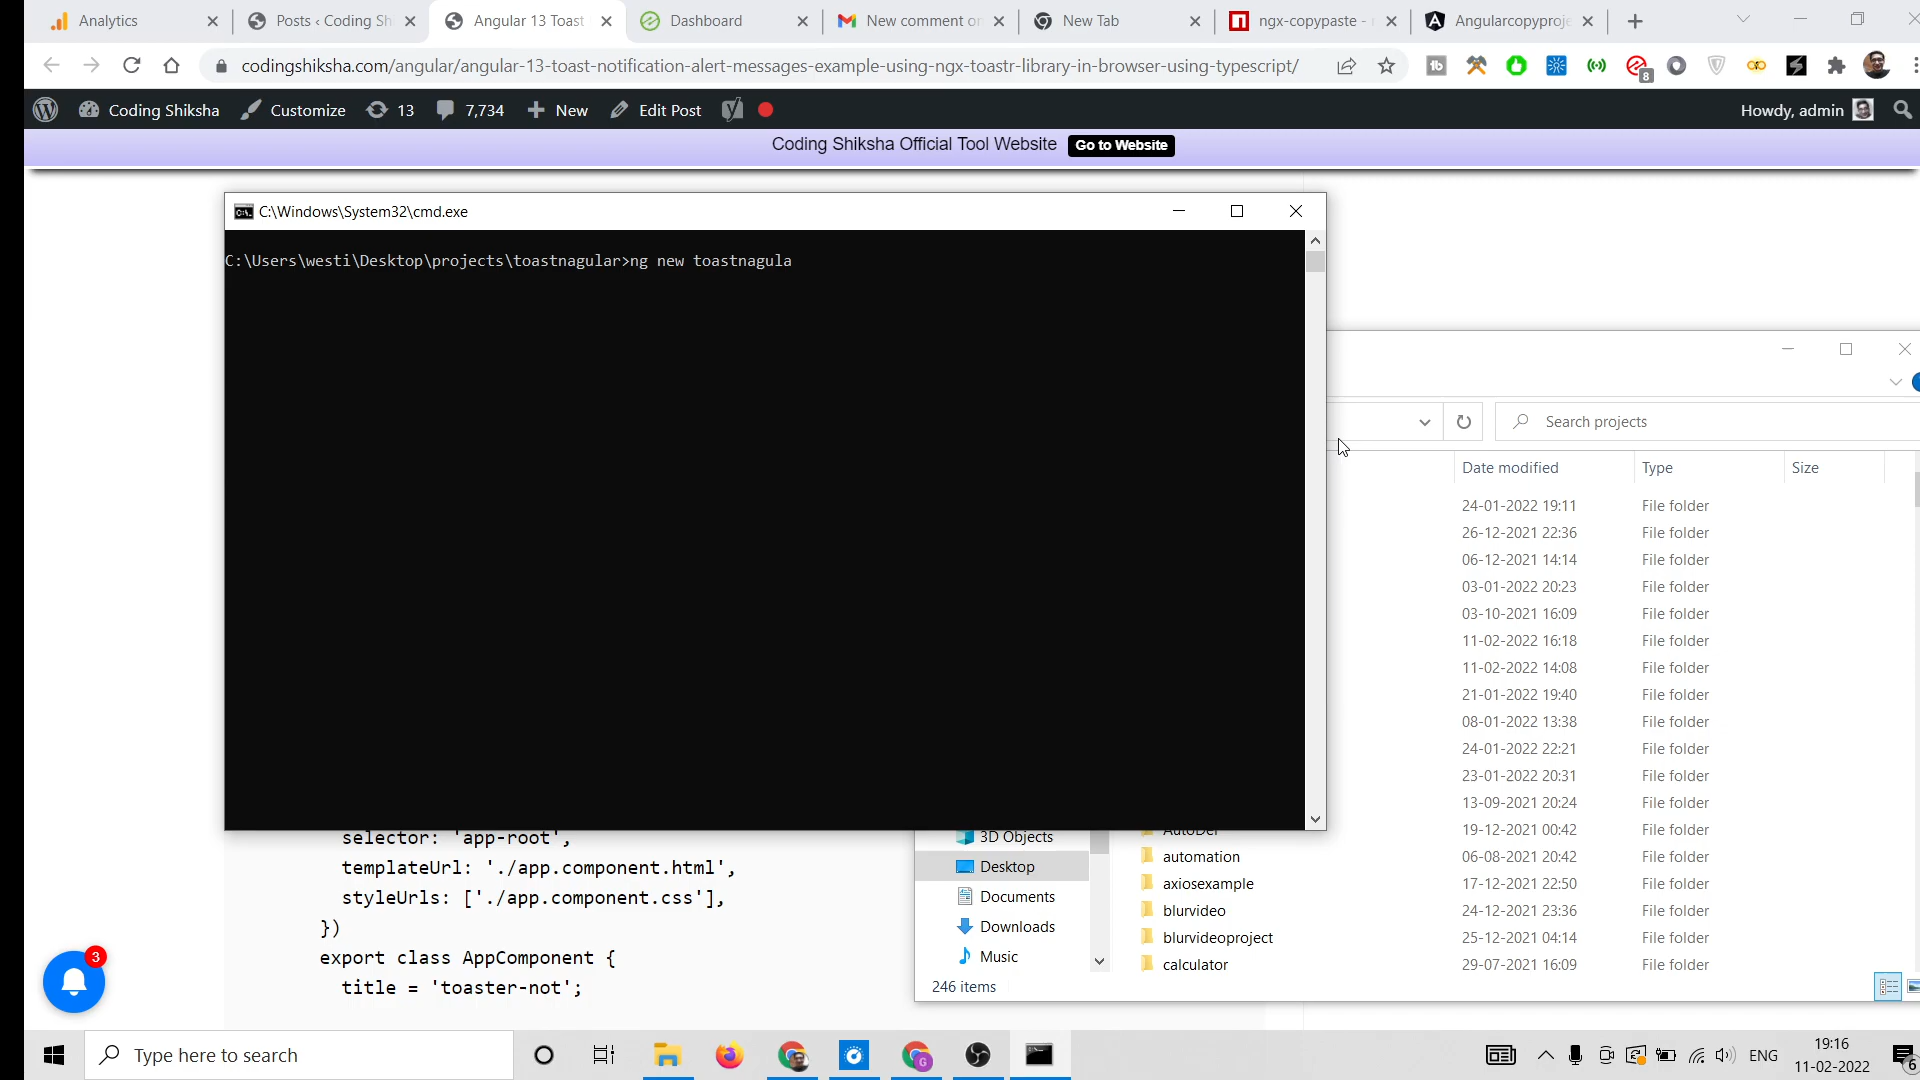 Analytics
Posts ‹ Coding Sh
Angular 13 Toast
Dashboard
New comment on
New Tab
ngx-copypaste -
Angularcopyproje
codingshiksha.com/angular/angular-13-toast-notification-alert-messages-example-using-ngx-toastr-library-in-browser-using-typescript/
8
Coding Shiksha
Customize
13
7,734
New
Edit Post
Howdy, admin
Coding Shiksha Official Tool Website
Go to Website
C:\Windows\System32\cmd.exe
C:\Users\westi\Desktop\projects\toastnagular>ng new toastnagula
Search projects
Date modified
Type
Size
24-01-2022 19:11
File folder
26-12-2021 22:36
File folder
06-12-2021 14:14
File folder
03-01-2022 20:23
File folder
03-10-2021 16:09
File folder
11-02-2022 16:18
File folder
11-02-2022 14:08
File folder
21-01-2022 19:40
File folder
08-01-2022 13:38
File folder
24-01-2022 22:21
File folder
23-01-2022 20:31
File folder
13-09-2021 20:24
File folder
AutoDef
19-12-2021 00:42
File folder
automation
06-08-2021 20:42
File folder
axiosexample
17-12-2021 22:50
File folder
blurvideo
24-12-2021 23:36
File folder
blurvideoproject
25-12-2021 04:14
File folder
calculator
29-07-2021 16:09
File folder
3D Objects
Desktop
Documents
Downloads
Music
246 items
selector: 'app-root',
templateUrl: './app.component.html',
styleUrls: ['./app.component.css'],
})
export class AppComponent {
title = 'toaster-not';
3
Type here to search
ENG
19:16
11-02-2022
6